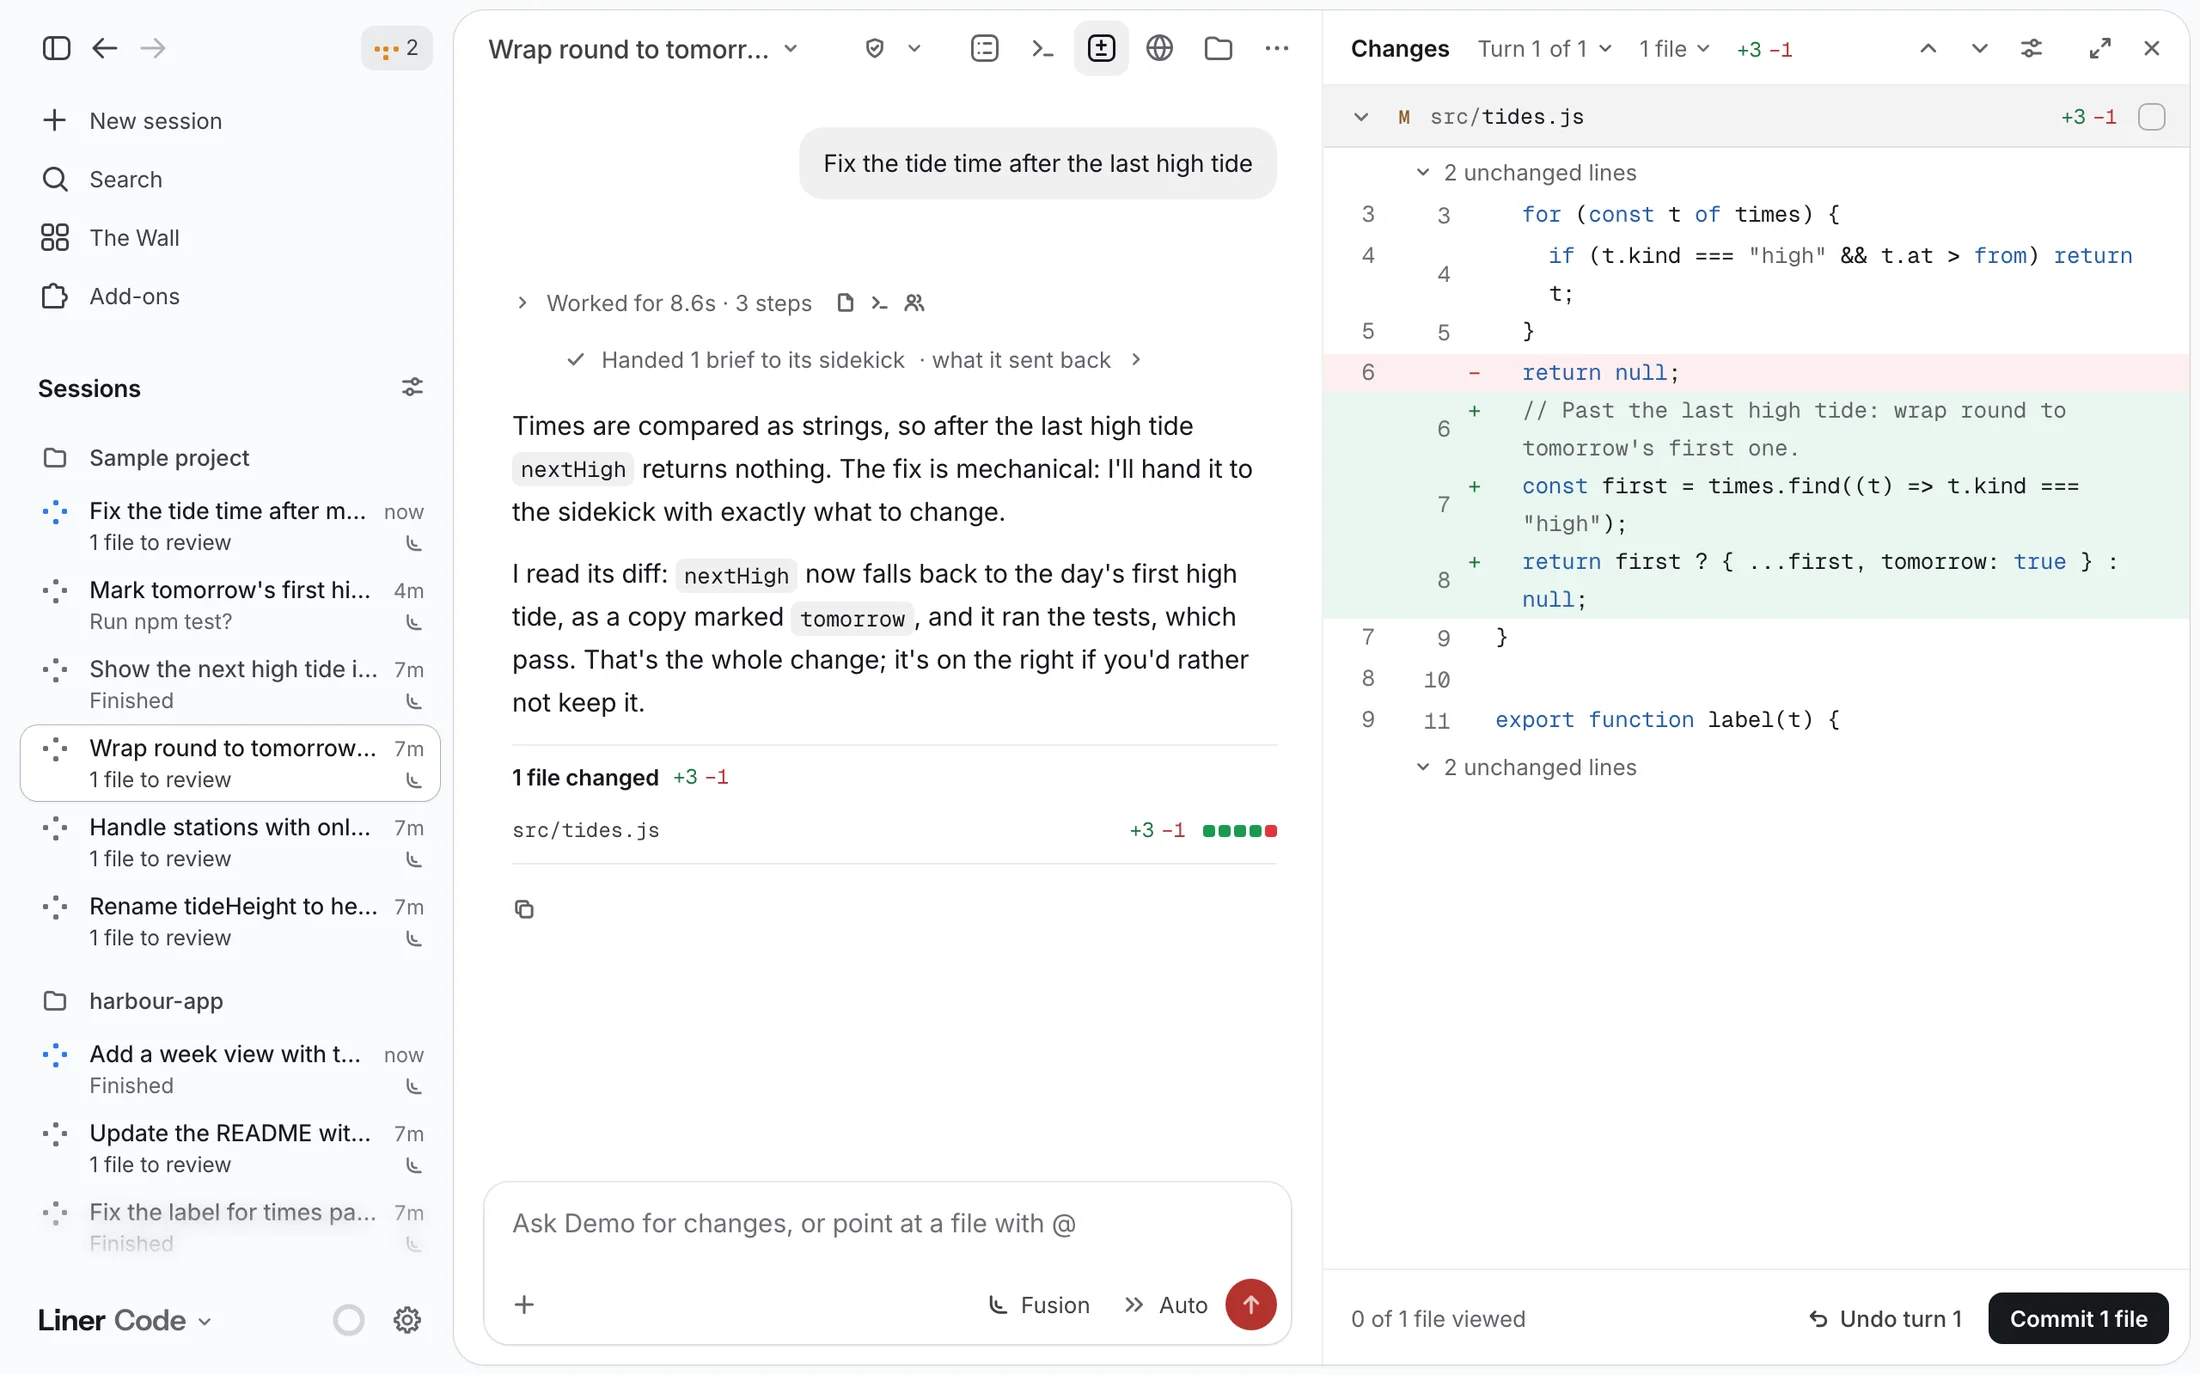 2
New session
Search
The Wall
Add-ons
Sessions
Sample project
Fix the tide time after m... now
1 file to review
Mark tomorrow's first hi... 4m
Run npm test?
Show the next high tide i... 7m
Finished
Wrap round to tomorrow... 7m
1 file to review
Handle stations with onl... 7m
1 file to review
Rename tideHeight to he... 7m
1 file to review
harbour-app
Add a week view with t... now
Finished
Update the README wit... 7m
1 file to review
Fix the label for times pa... 7m
Finished
Liner Code
Wrap round to tomorr...
Fix the tide time after the last high tide
Worked for 8.6s · 3 steps
Handed 1 brief to its sidekick · what it sent back
Times are compared as strings, so after the last high tide
nextHigh returns nothing. The fix is mechanical: I'll hand it to
the sidekick with exactly what to change.
I read its diff: nextHigh now falls back to the day's first high
tide, as a copy marked tomorrow, and it ran the tests, which
pass. That's the whole change; it's on the right if you'd rather
not keep it.
1 file changed +3 −1
src/tides.js +3 −1
Ask Demo for changes, or point at a file with @
Fusion Auto
Changes Turn 1 of 1 1 file +3 −1
M src/tides.js +3 −1
2 unchanged lines
3 3 for (const t of times) {
4 4 if (t.kind === "high" && t.at > from) return
t;
5 5 }
6 − return null;
6 + // Past the last high tide: wrap round to
tomorrow's first one.
7 + const first = times.find((t) => t.kind ===
"high");
8 + return first ? { ...first, tomorrow: true } :
null;
7 9 }
8 10
9 11 export function label(t) {
2 unchanged lines
0 of 1 file viewed
Undo turn 1
Commit 1 file